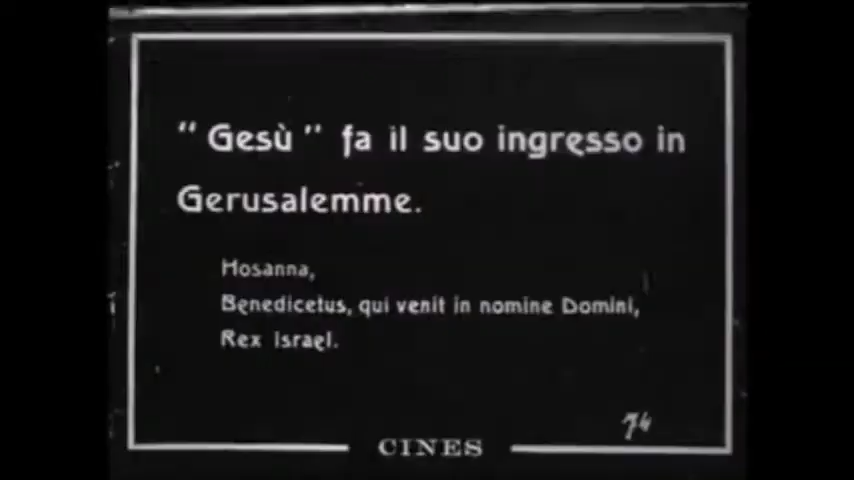 “ Gesù ” fa il suo ingresso in
Gerusalemme.
Hosanna,
Benedicetus, qui venit in nomine Domini,
Rex Israel.
74
CINES